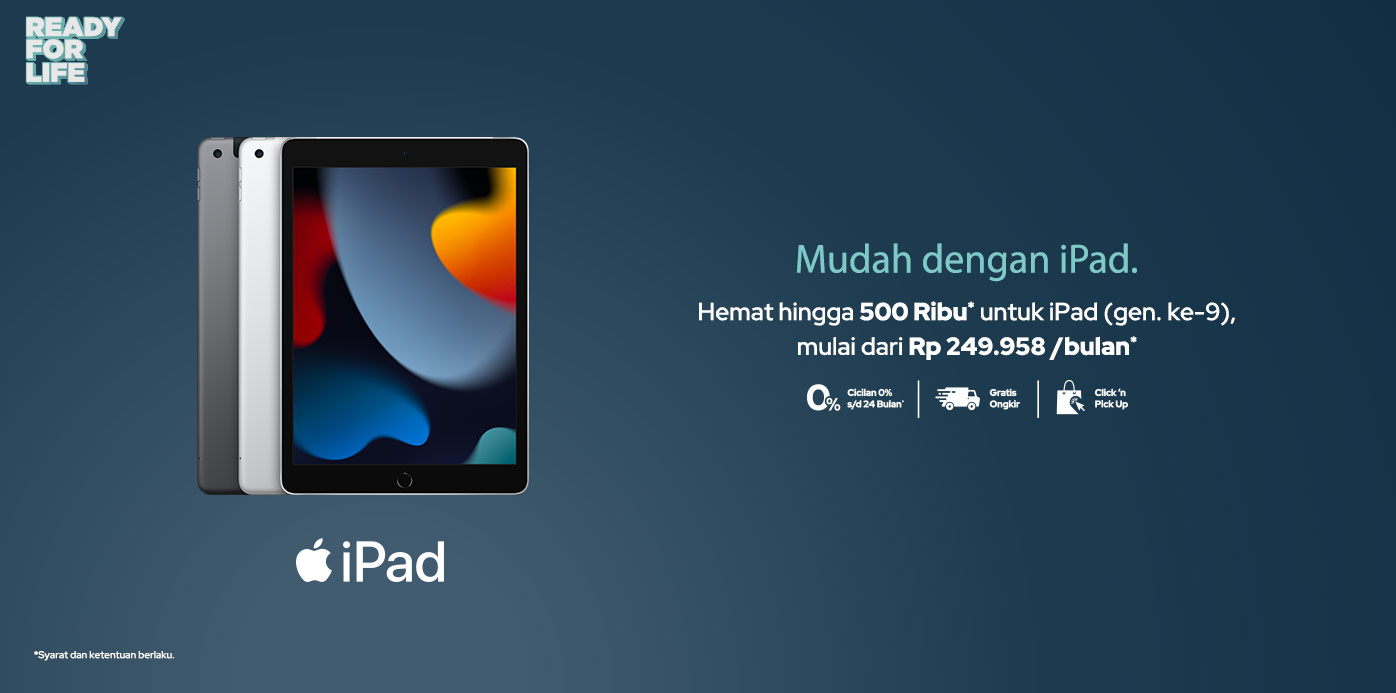 READY
FOR
LIFE
Mudah dengan iPad.
Hemat hingga 500 Ribu* untuk iPad (gen. ke-9),
mulai dari Rp 249.958 /bulan*
0%
Cicilan 0%
s/d 24 Bulan*
Gratis
Ongkir
Click 'n
Pick Up
iPad
*Syarat dan ketentuan berlaku.